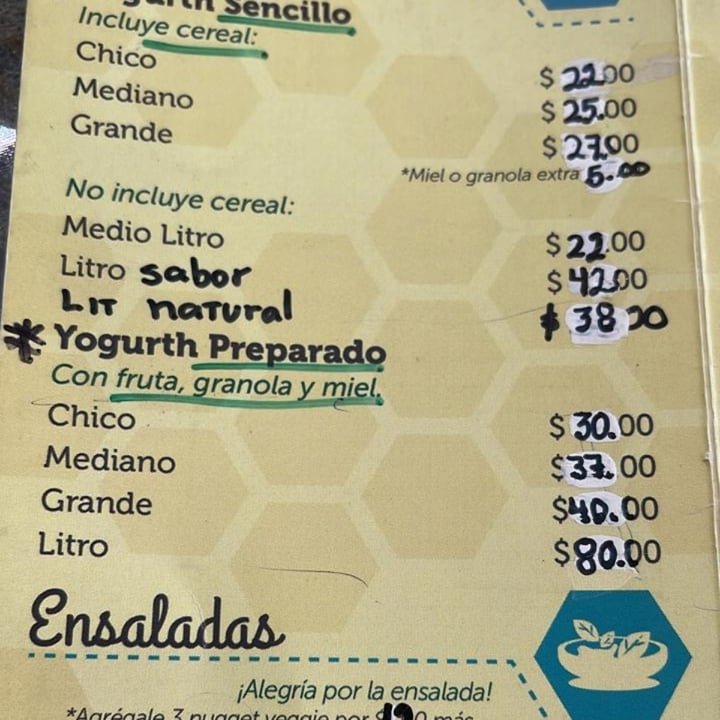 Sencillo
Incluye cereal:
Chico $22.00
Mediano $25.00
Grande $27.00
*Miel o granola extra 5.00
No incluye cereal:
Medio Litro $22.00
Litro sabor $42.00
LIT naTural $38.00
* Yogurth Preparado
Con fruta, granola y miel.
Chico $30.00
Mediano $37.00
Grande $40.00
Litro $80.00
Ensaladas
¡Alegría por la ensalada!
*Agrégale 3 nugget veggie por más